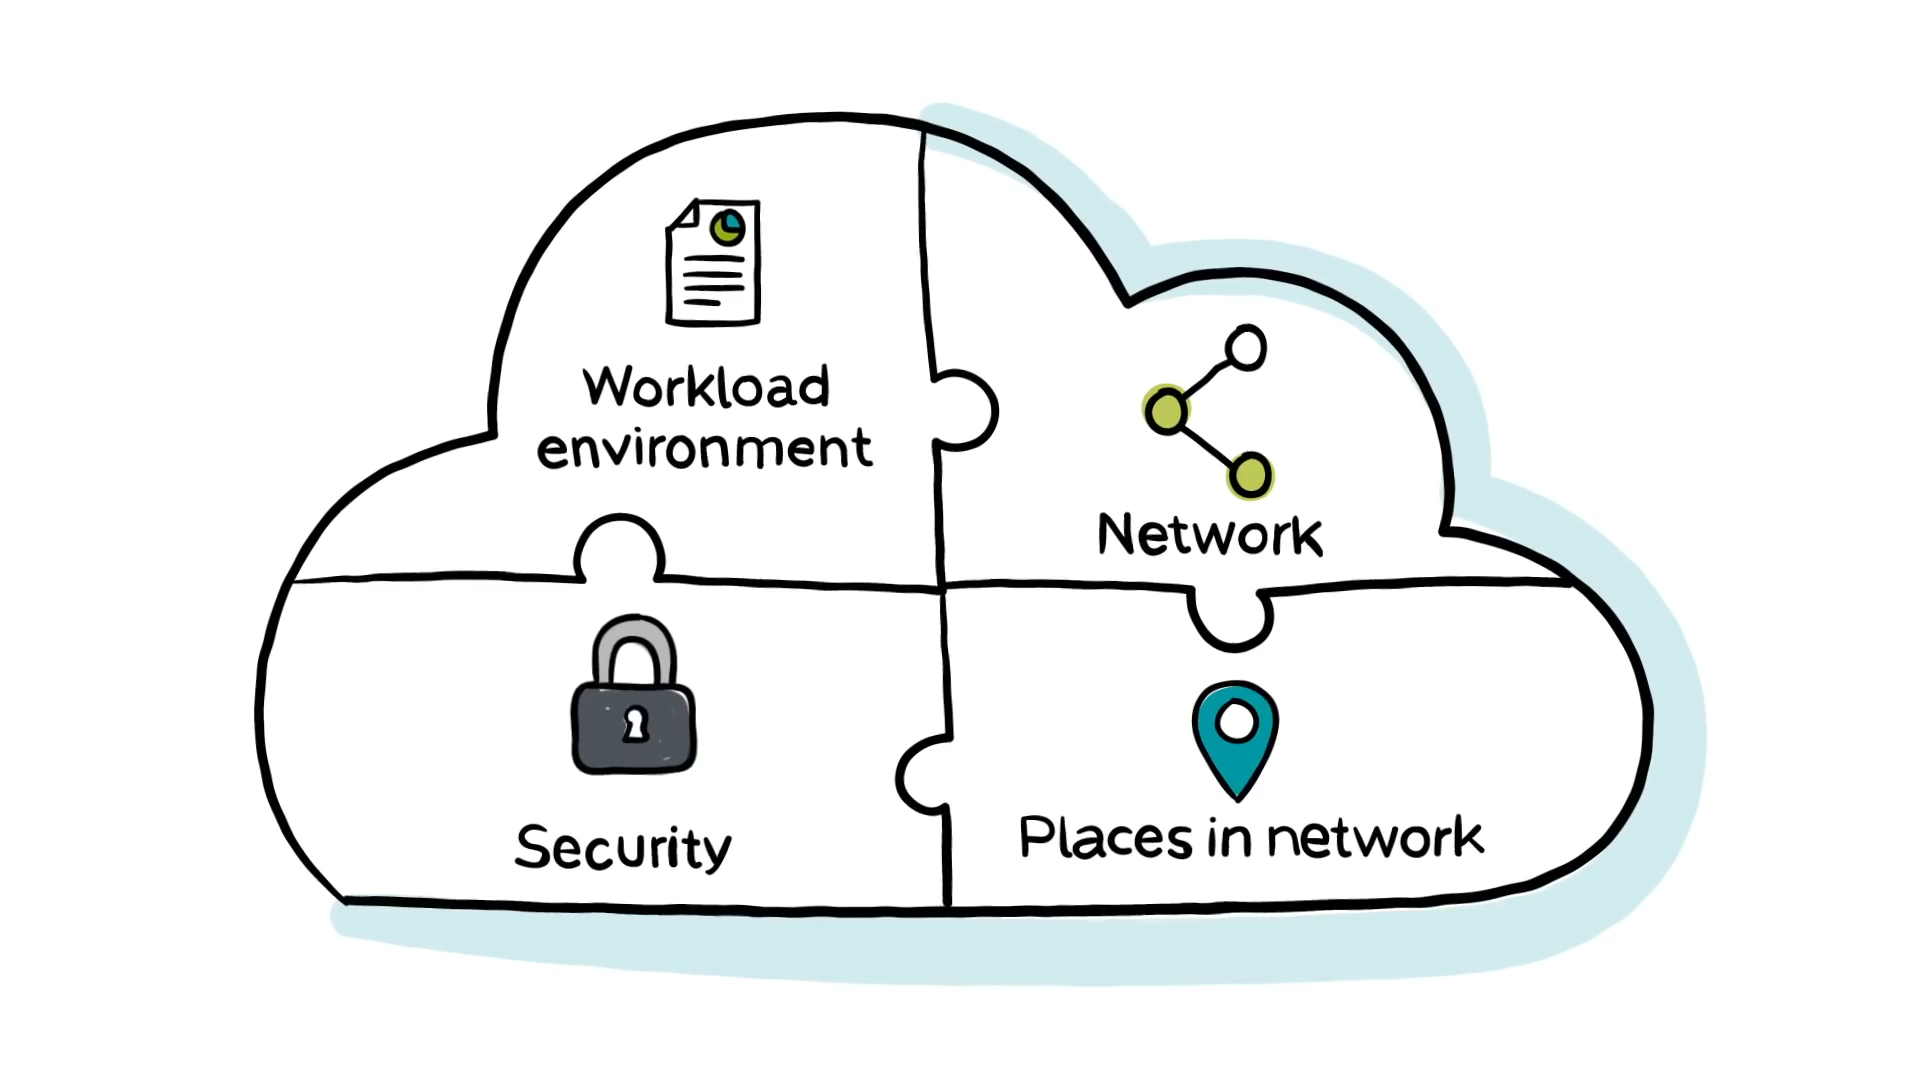 Workload
environment
Network
Security
Places in network